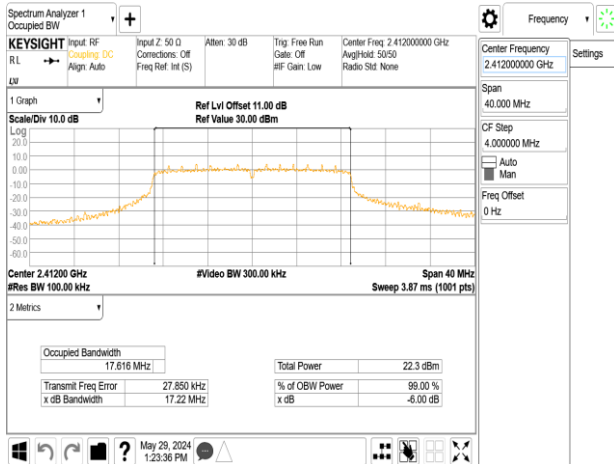 Spectrum Analyzer 1
Occupied BW
+
Frequency
KEYSIGHT
RL
LXI
Input: RF
Coupling: DC
Align: Auto
Input Z: 50 Ω
Corrections: Off
Freq Ref: Int (S)
Atten: 30 dB
Trig: Free Run
Gate: Off
#IF Gain: Low
Center Freq: 2.412000000 GHz
Avg|Hold: 50/50
Radio Std: None
Center Frequency
2.412000000 GHz
Settings
Span
40.000 MHz
CF Step
4.000000 MHz
Auto
Man
Freq Offset
0 Hz
1 Graph
Scale/Div 10.0 dB
Ref Lvl Offset 11.00 dB
Ref Value 30.00 dBm
Log
20.0
10.0
0.00
-10.0
-20.0
-30.0
-40.0
-50.0
-60.0
Center 2.41200 GHz
#Res BW 100.00 kHz
#Video BW 300.00 kHz
Span 40 MHz
Sweep 3.87 ms (1001 pts)
2 Metrics
Occupied Bandwidth
17.616 MHz
Total Power 22.3 dBm
Transmit Freq Error 27.850 kHz
% of OBW Power 99.00 %
x dB Bandwidth 17.22 MHz
x dB -6.00 dB
?
May 29, 2024
1:23:36 PM